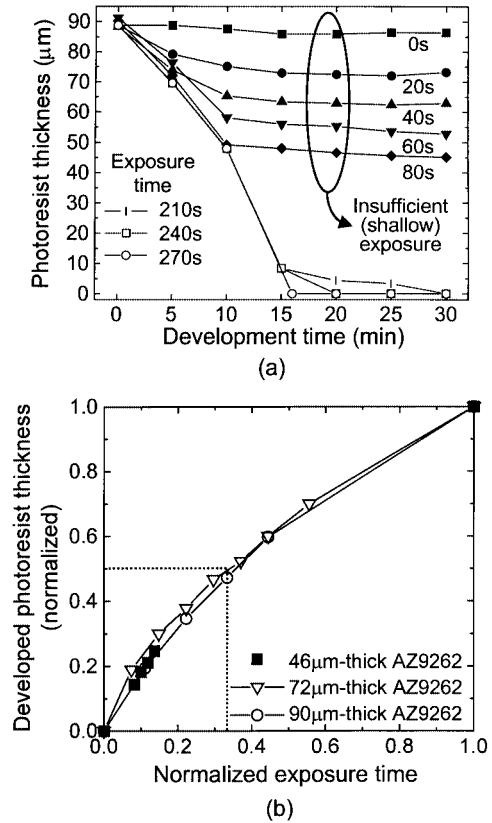 Photoresist thickness (μm)
90
80
70
60
50
40
30
20
10
0
0s
20s
40s
60s
80s
Exposure
time
210s
240s
270s
Insufficient
(shallow)
exposure
0 5 10 15 20 25 30
Development time (min)
(a)
Developed photoresist thickness
(normalized)
1.0
0.8
0.6
0.4
0.2
0.0
46μm-thick AZ9262
72μm-thick AZ9262
90μm-thick AZ9262
0.0 0.2 0.4 0.6 0.8 1.0
Normalized exposure time
(b)